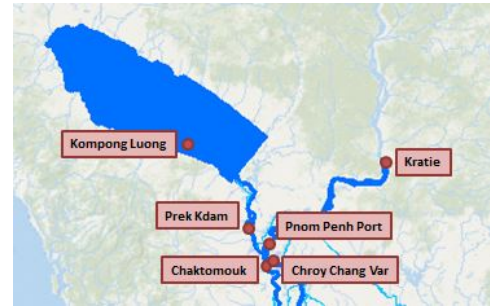 Kompong Luong
Kratie
Prek Kdam
Pnom Penh Port
Chaktomouk
Chroy Chang Var